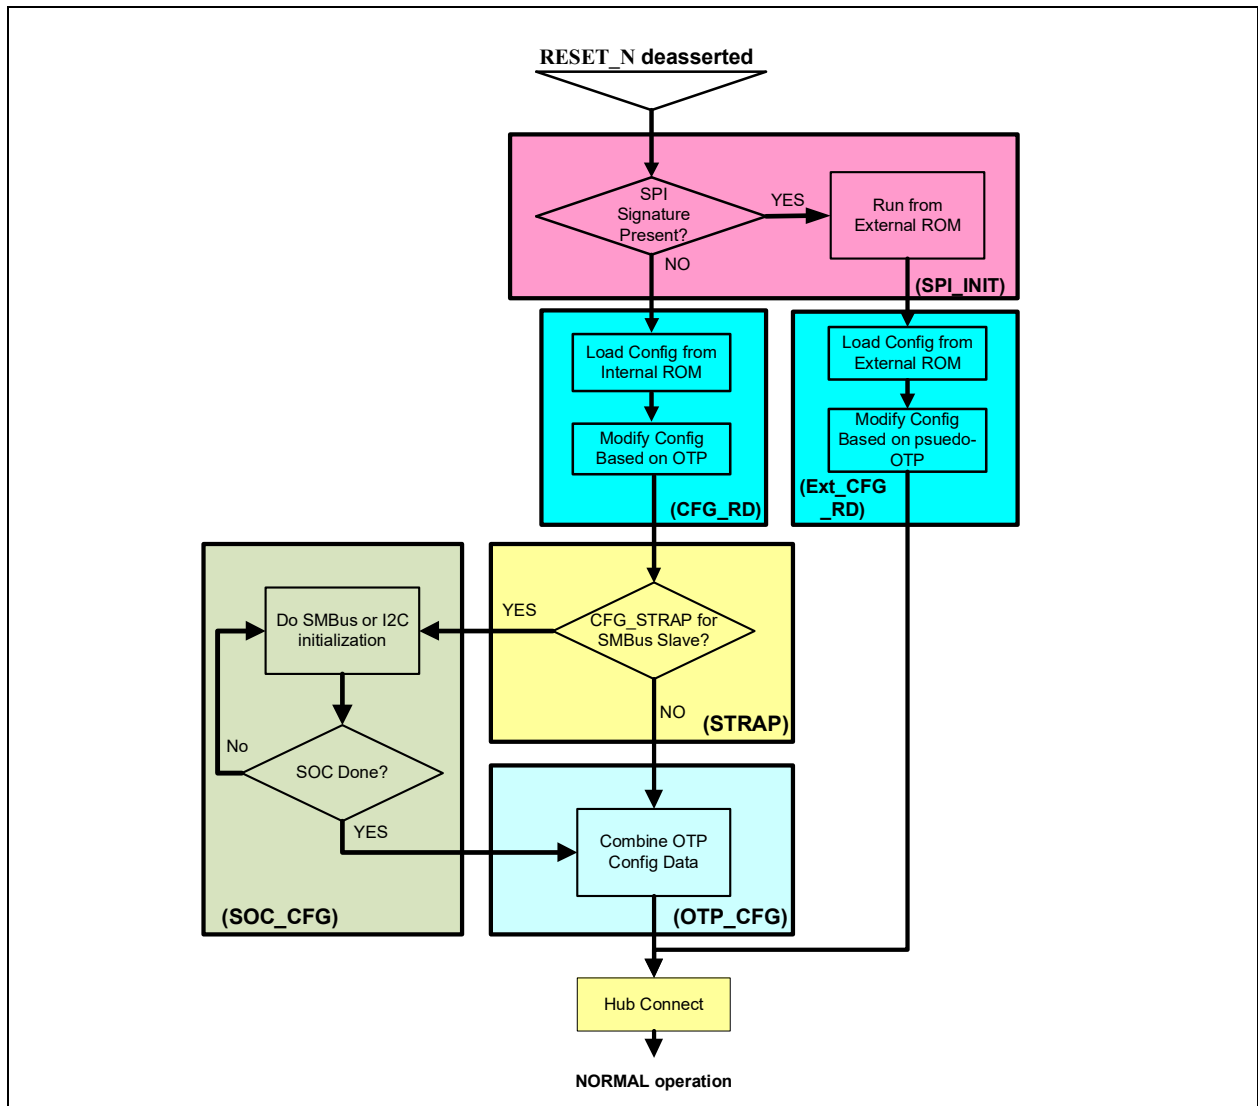 RESET_N deasserted
SPI
Signature
Present?
YES
Run from
External ROM
NO
(SPI_INIT)
Load Config from
Internal ROM
Load Config from
External ROM
Modify Config
Based on OTP
Modify Config
Based on psuedo-
OTP
(CFG_RD)
(Ext_CFG
_RD)
Do SMBus or I2C
initialization
YES
CFG_STRAP for
SMBus Slave?
NO
(STRAP)
No
SOC Done?
YES
Combine OTP
Config Data
(SOC_CFG)
(OTP_CFG)
Hub Connect
NORMAL operation